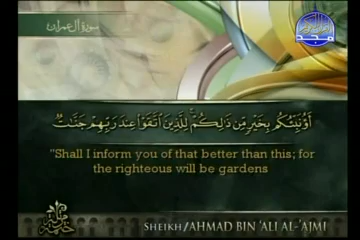 سورة آل عمران
أَؤُنَبِّئُكُم بِخَيْرٍ مِّن ذَٰلِكُمْ ۚ لِلَّذِينَ اتَّقَوْا عِندَ رَبِّهِمْ جَنَّاتٌ
"Shall I inform you of that better than this; for
the righteous will be gardens
SHEIKH/AHMAD BIN 'ALI AL-'AJMI